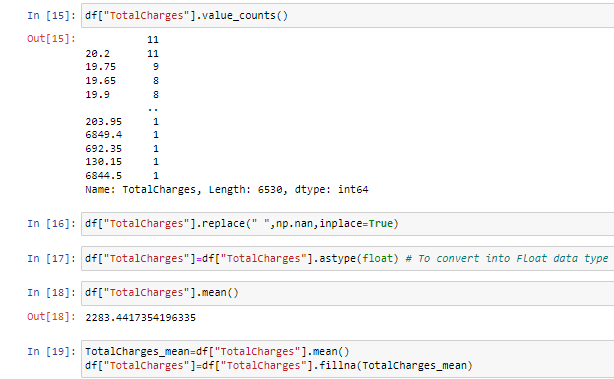 In [15]: df["TotalCharges"].value_counts()
Out[15]:           11
20.2      11
19.75      9
19.65      8
19.9       8
          ..
203.95     1
6849.4     1
692.35     1
130.15     1
6844.5     1
Name: TotalCharges, Length: 6530, dtype: int64
In [16]: df["TotalCharges"].replace(" ",np.nan,inplace=True)
In [17]: df["TotalCharges"]=df["TotalCharges"].astype(float) # To convert into Float data type
In [18]: df["TotalCharges"].mean()
Out[18]: 2283.4417354196335
In [19]: TotalCharges_mean=df["TotalCharges"].mean()
df["TotalCharges"]=df["TotalCharges"].fillna(TotalCharges_mean)